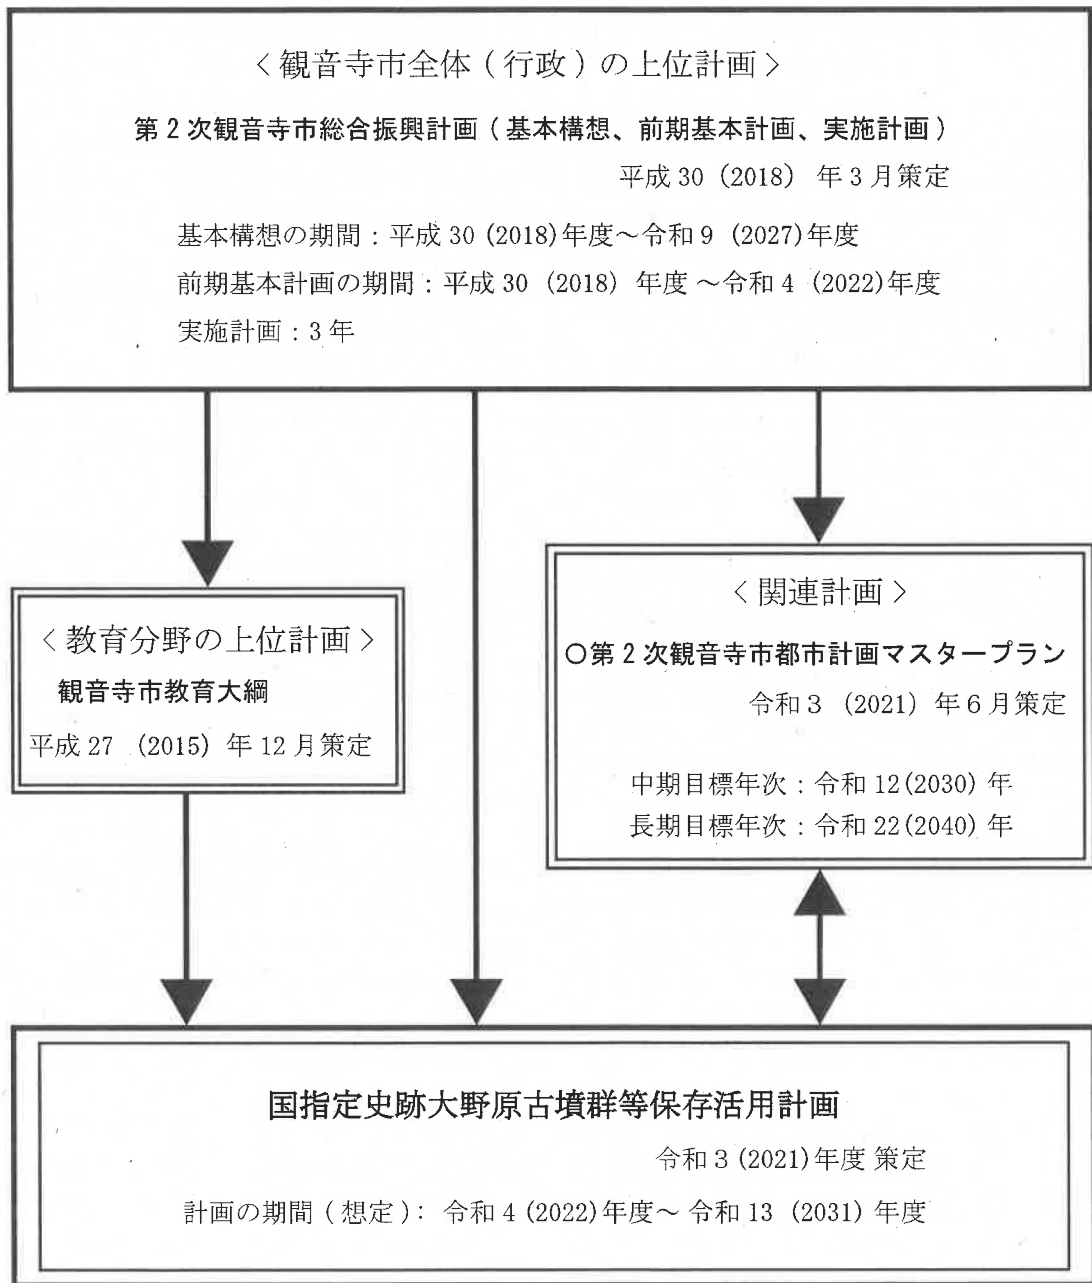 ＜観音寺市全体（行政）の上位計画＞
第２次観音寺市総合振興計画（基本構想、前期基本計画、実施計画）
平成30（2018）年3月策定
基本構想の期間：平成30(2018)年度～令和9（2027)年度
前期基本計画の期間：平成30（2018）年度～令和4（2022)年度
実施計画：3年
＜教育分野の上位計画＞
観音寺市教育大綱
平成27（2015）年12月策定
＜関連計画＞
○第２次観音寺市都市計画マスタープラン
令和３（2021）年６月策定
中期目標年次：令和12(2030)年
長期目標年次：令和22(2040)年
国指定史跡大野原古墳群等保存活用計画
令和３(2021)年度 策定
計画の期間（想定）：令和4(2022)年度～令和13（2031）年度